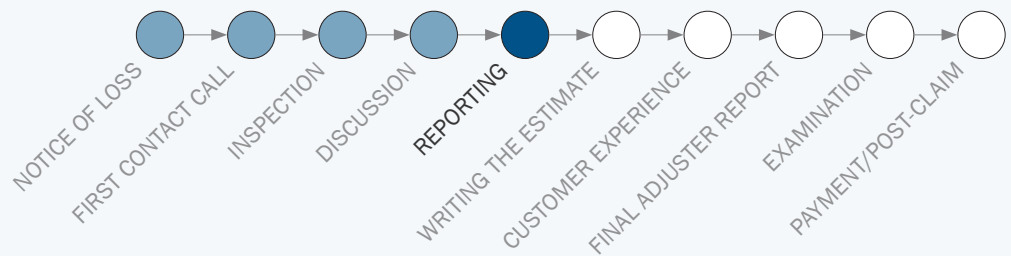 NOTICE OF LOSS
FIRST CONTACT CALL
INSPECTION
DISCUSSION
REPORTING
WRITING THE ESTIMATE
CUSTOMER EXPERIENCE
FINAL ADJUSTER REPORT
EXAMINATION
PAYMENT/POST-CLAIM